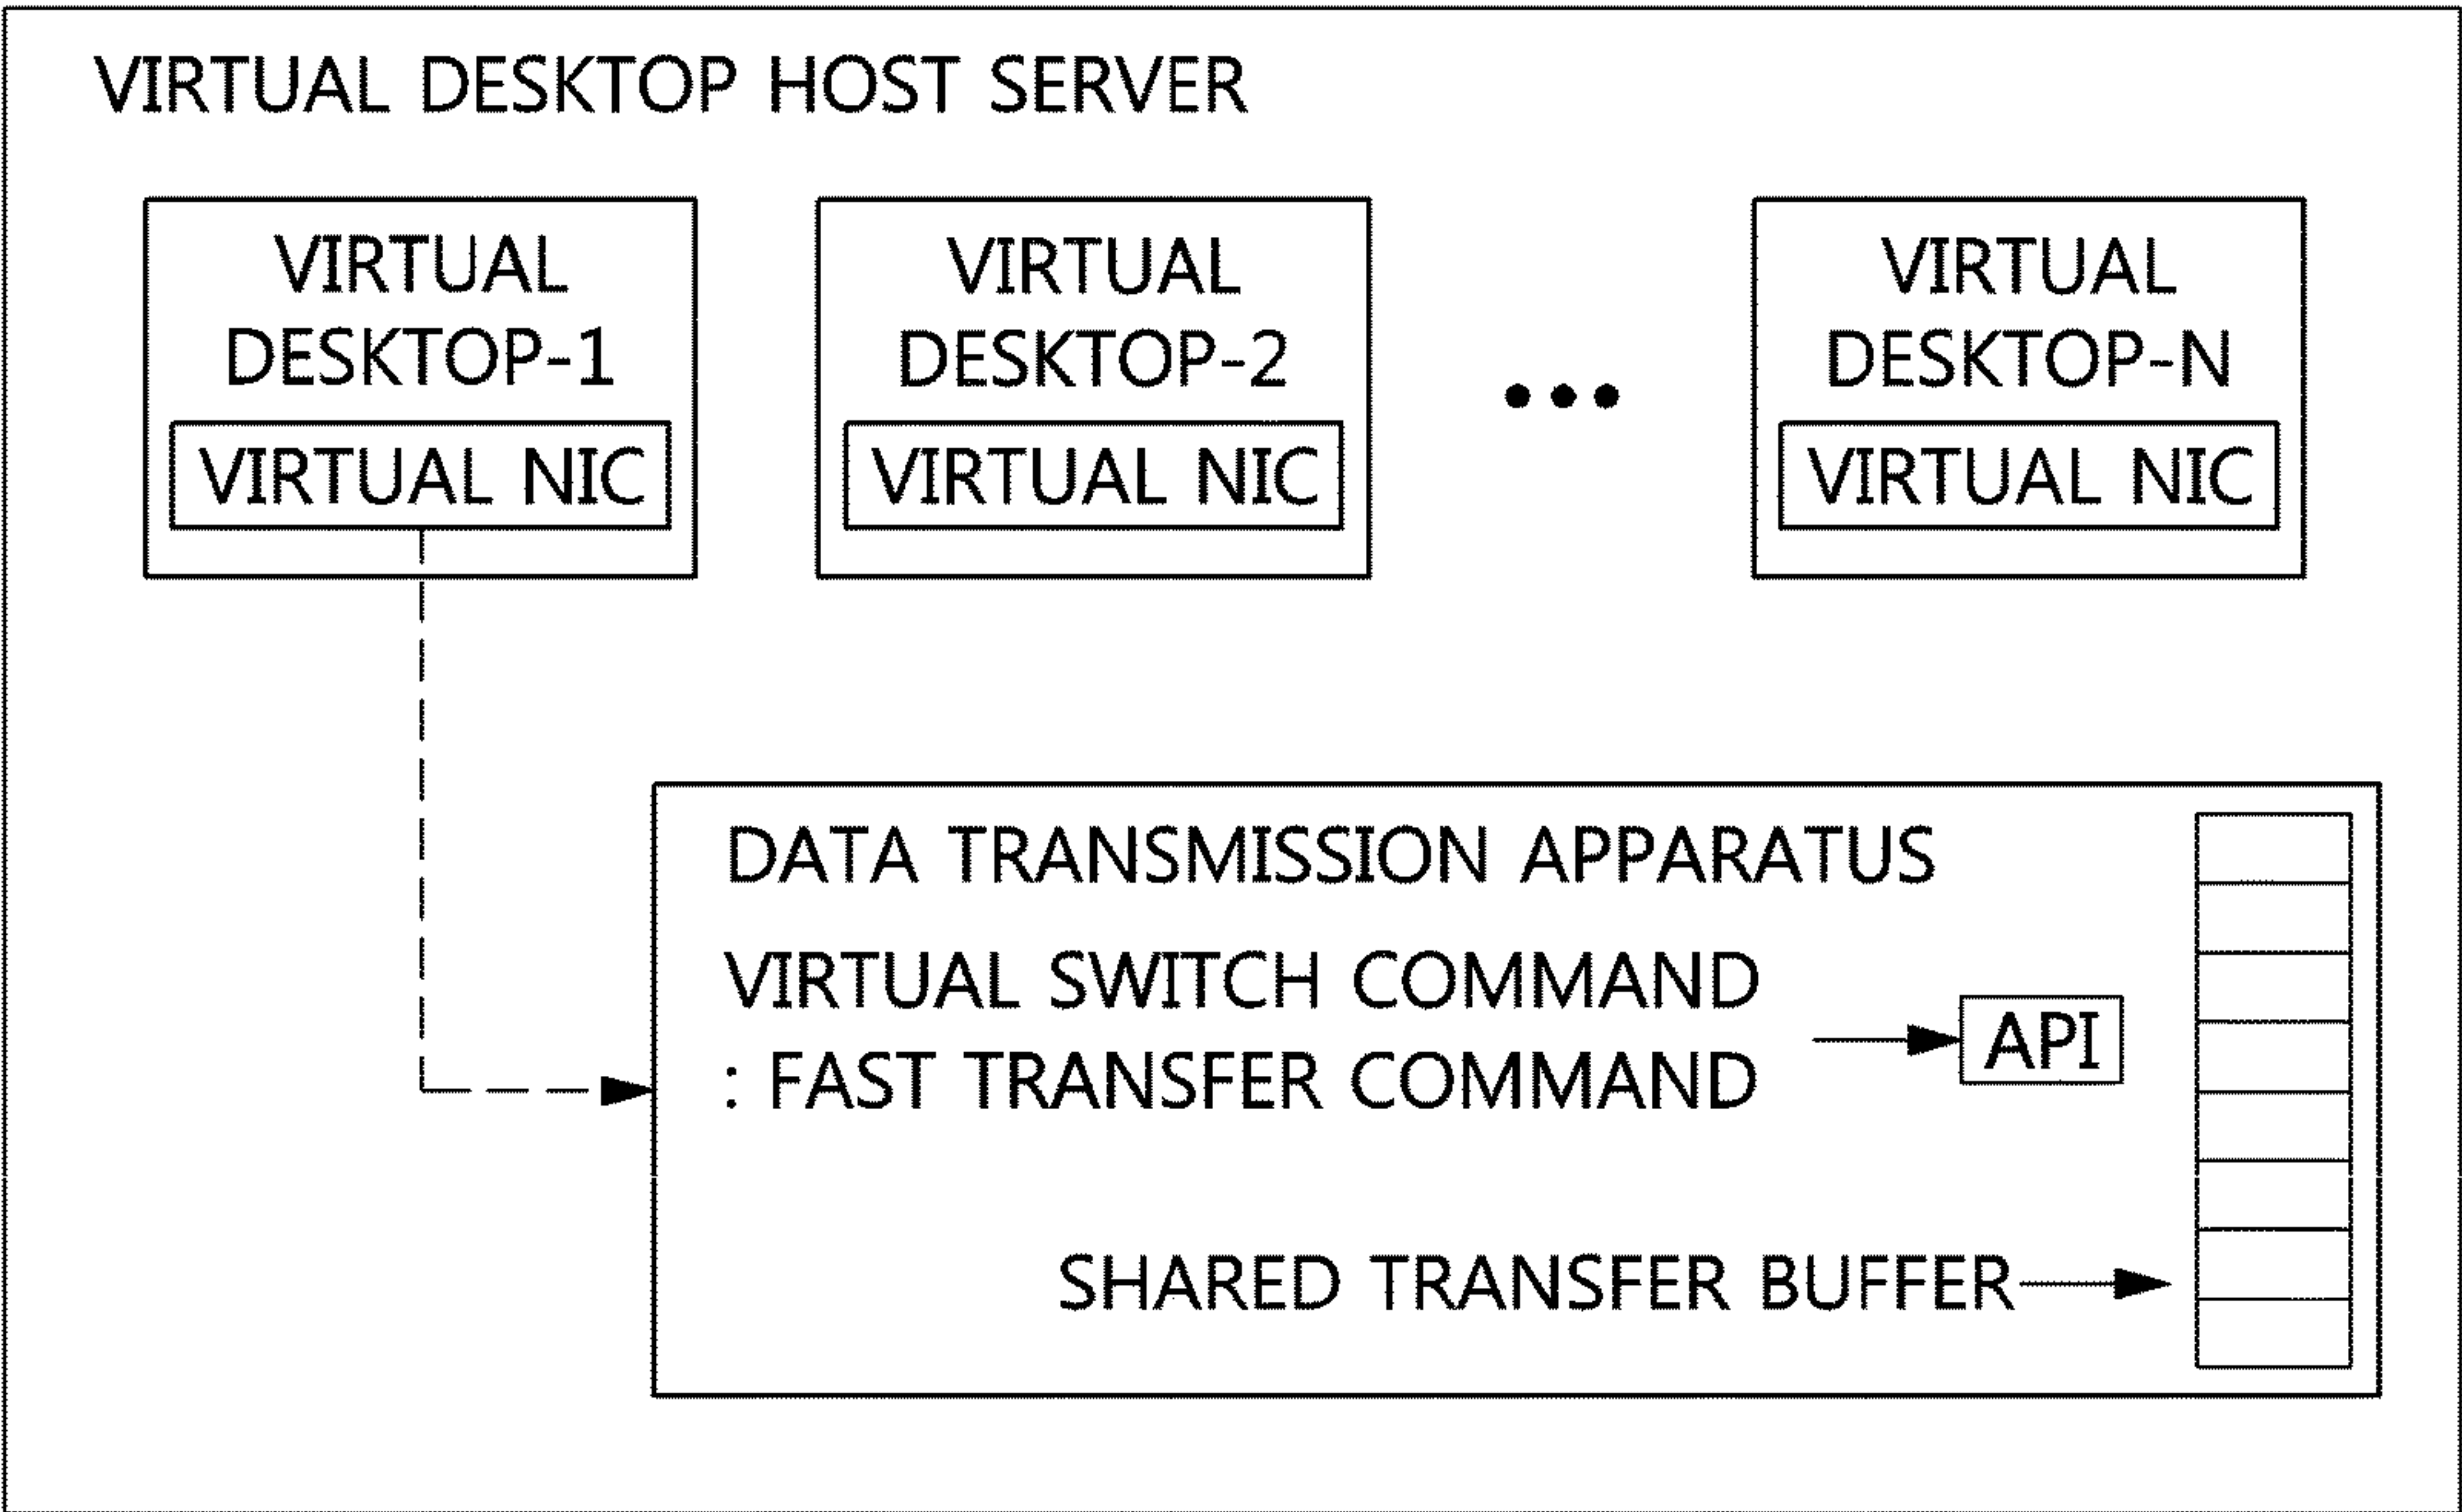 VIRTUAL DESKTOP HOST SERVER
VIRTUAL
DESKTOP-1
VIRTUAL NIC
VIRTUAL
DESKTOP-2
VIRTUAL NIC
•••
VIRTUAL
DESKTOP-N
VIRTUAL NIC
DATA TRANSMISSION APPARATUS
VIRTUAL SWITCH COMMAND
: FAST TRANSFER COMMAND
API
SHARED TRANSFER BUFFER